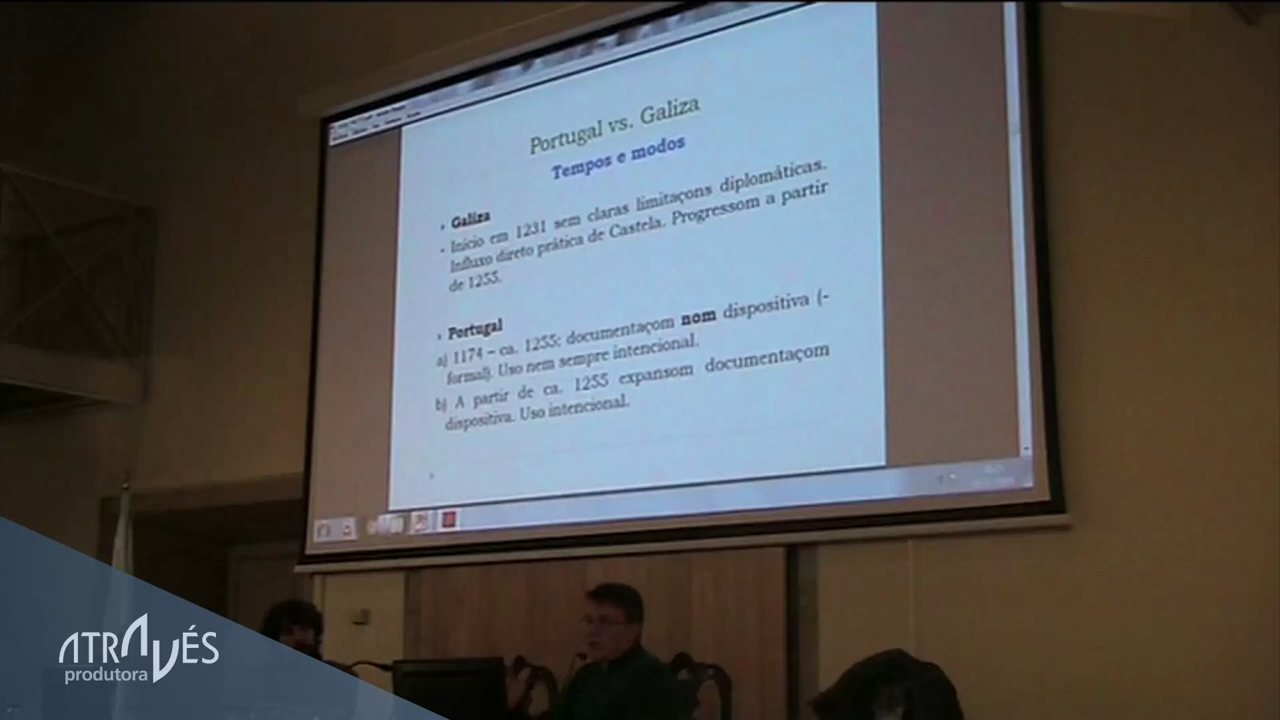 Portugal vs. Galiza
Tempos e modos
› Galiza
- Inicio em 1231 sem claras limitaçons diplomáticas.
Influxo direto prática de Castela. Progressom a partir
de 1255.
› Portugal
a) 1174 – ca. 1255: documentaçom nom dispositiva (-
formal). Uso nem sempre intencional.
b) A partir de ca. 1255 expansom documentaçom
dispositiva. Uso intencional.
ATRAVÉS
produtora